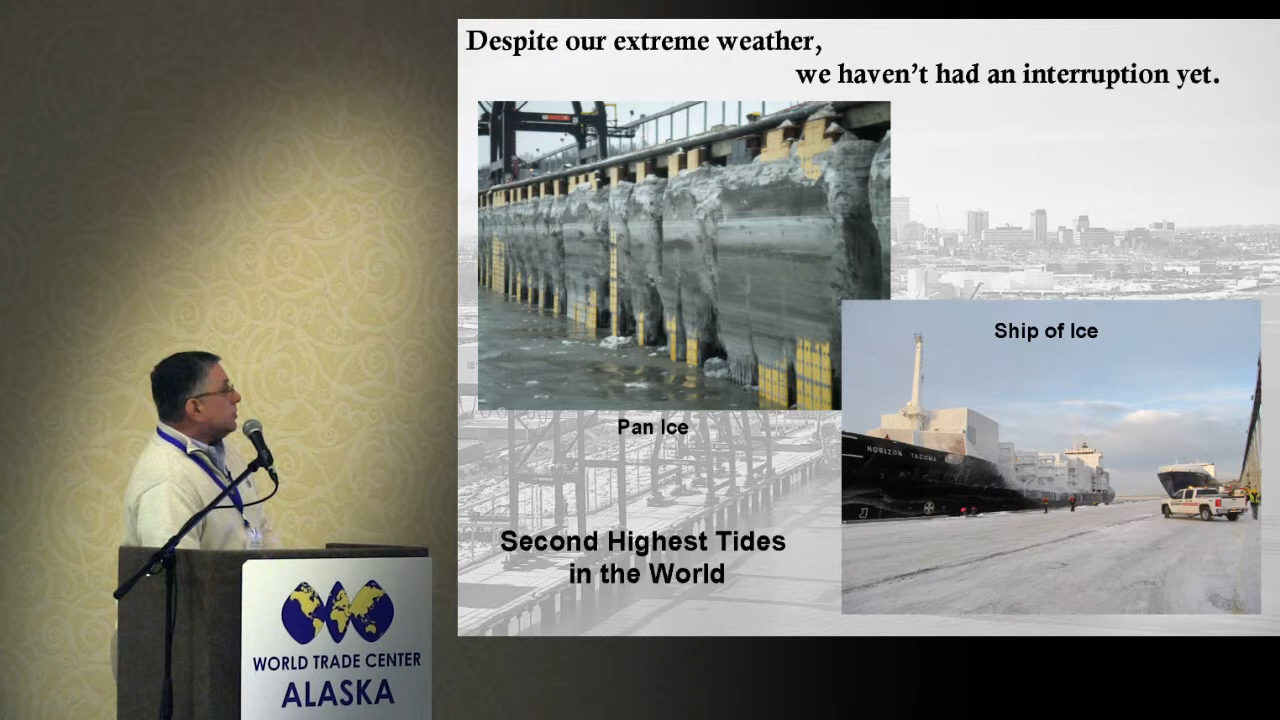 Despite our extreme weather,
we haven't had an interruption yet.
Ship of Ice
HORIZON TACOMA
Pan Ice
Second Highest Tides
in the World
WORLD TRADE CENTER
ALASKA